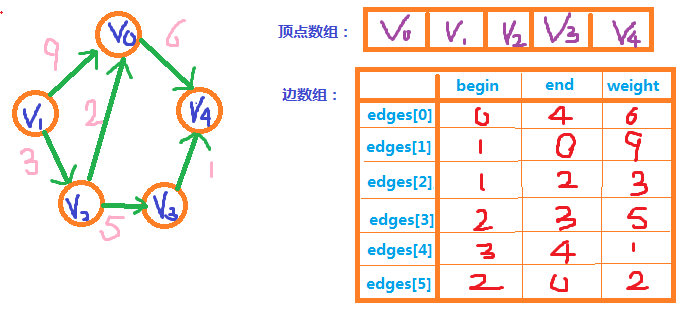 V0
6
9
2
V4
V1
3
1
V2
5
V3
顶点数组： V0 V1 V2 V3 V4
边数组：
begin end weight
edges[0] 0 4 6
edges[1] 1 0 9
edges[2] 1 2 3
edges[3] 2 3 5
edges[4] 3 4 1
edges[5] 2 0 2